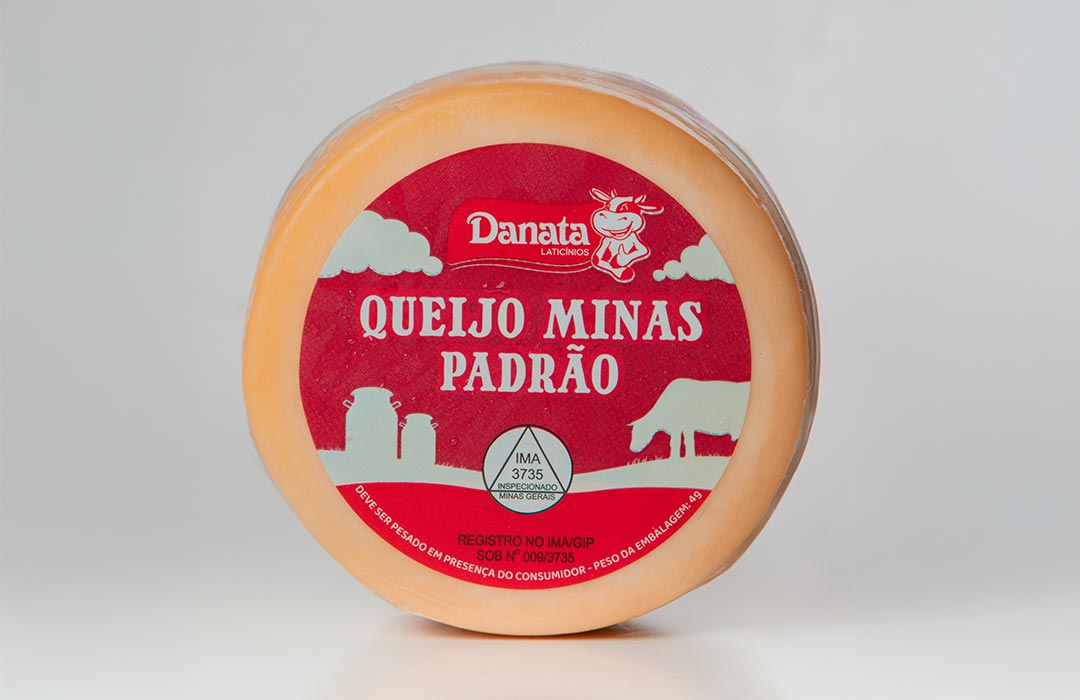 Danata
LATICÍNIOS
QUEIJO MINAS
PADRÃO
IMA
3735
INSPECIONADO
MINAS GERAIS
REGISTRO NO IMA/GIP
SOB Nº 009/3735
DEVE SER PESADO EM PRESENÇA DO CONSUMIDOR - PESO DA EMBÀLAGEM: 4g